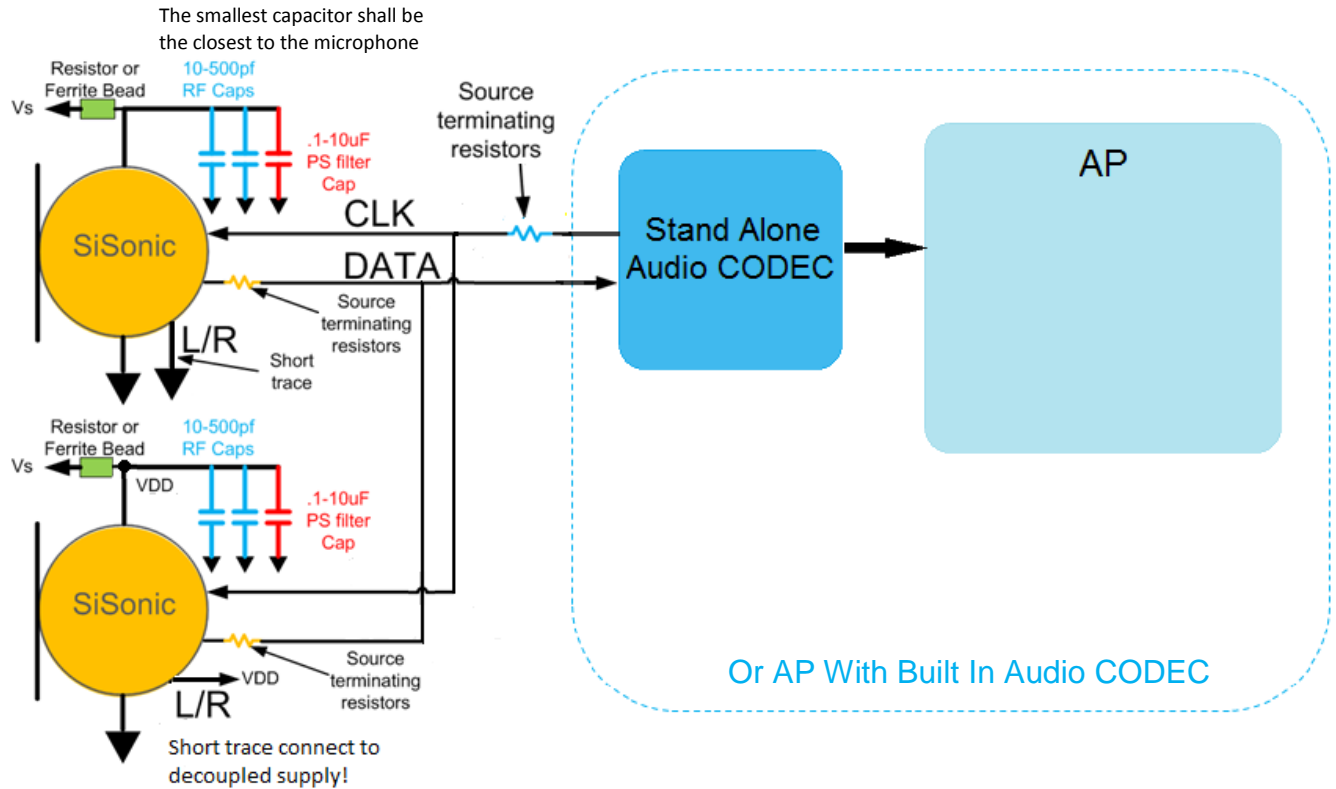 The smallest capacitor shall be
the closest to the microphone
Resistor or
Ferrite Bead
10-500pf
RF Caps
Vs
.1-10uF
PS filter
Cap
Source
terminating
resistors
CLK
SiSonic
DATA
Source
terminating
resistors
L/R
Short
trace
Stand Alone
Audio CODEC
AP
Resistor or
Ferrite Bead
10-500pf
RF Caps
Vs
VDD
.1-10uF
PS filter
Cap
SiSonic
Source
terminating
resistors
VDD
L/R
Short trace connect to
decoupled supply!
Or AP With Built In Audio CODEC